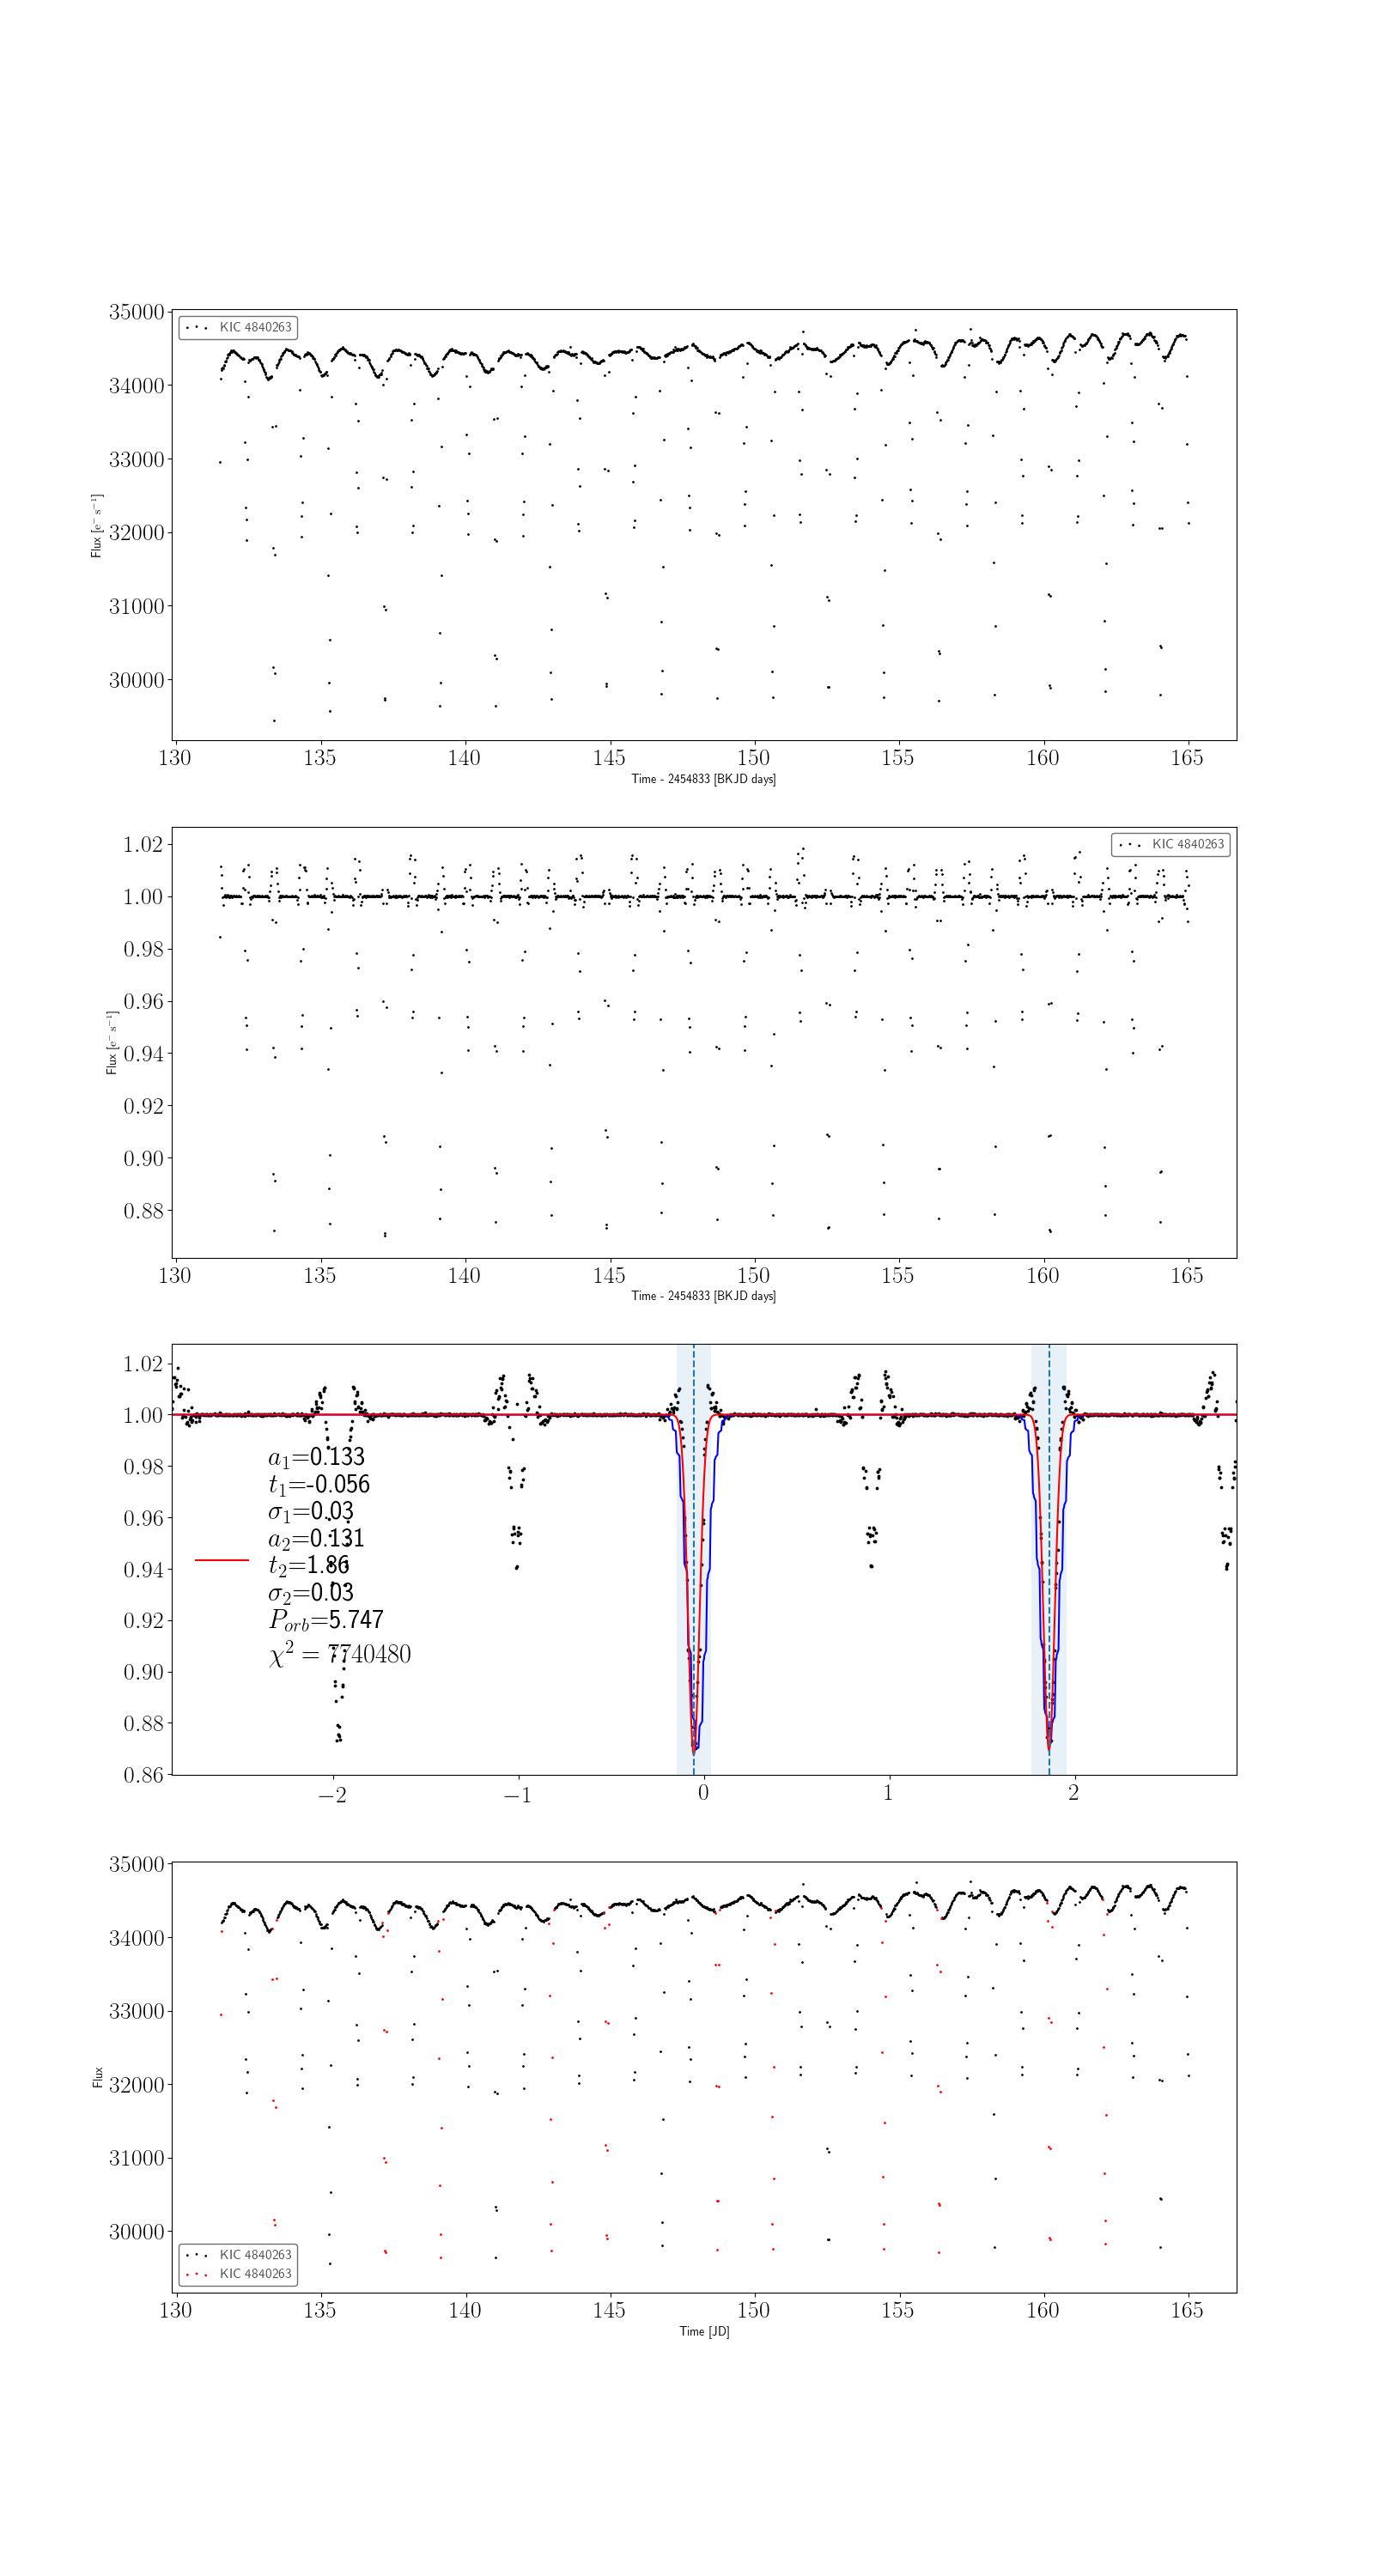 35000
KIC 4840263
34000
33000
32000
31000
30000
Flux [e⁻ s⁻¹]
130 135 140 145 150 155 160 165
Time - 2454833 [BKJD days]
1.02
KIC 4840263
1.00
0.98
0.96
0.94
0.92
0.90
0.88
Flux [e⁻ s⁻¹]
130 135 140 145 150 155 160 165
Time - 2454833 [BKJD days]
1.02
1.00
0.98
0.96
0.94
0.92
0.90
0.88
0.86
a₁=0.133
t₁=-0.056
σ₁=0.03
a₂=0.131
t₂=1.86
σ₂=0.03
P_orb=5.747
χ² = 7740480
−2 −1 0 1 2
35000
34000
33000
32000
31000
30000
Flux
KIC 4840263
KIC 4840263
130 135 140 145 150 155 160 165
Time [JD]